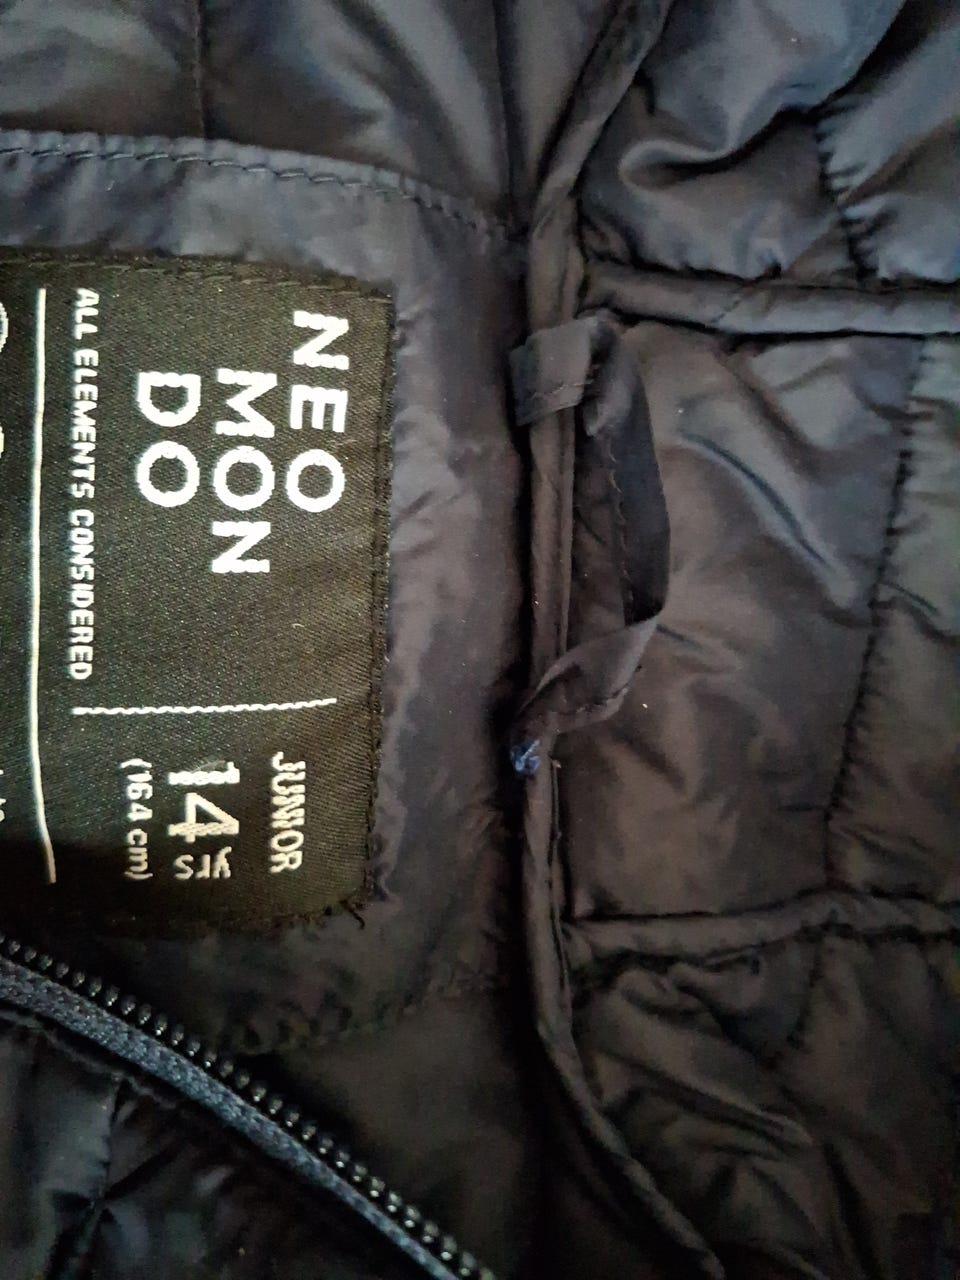 NEO
MON
DO
ALL ELEMENTS CONSIDERED
JUNIOR
14 yrs
(164 cm)